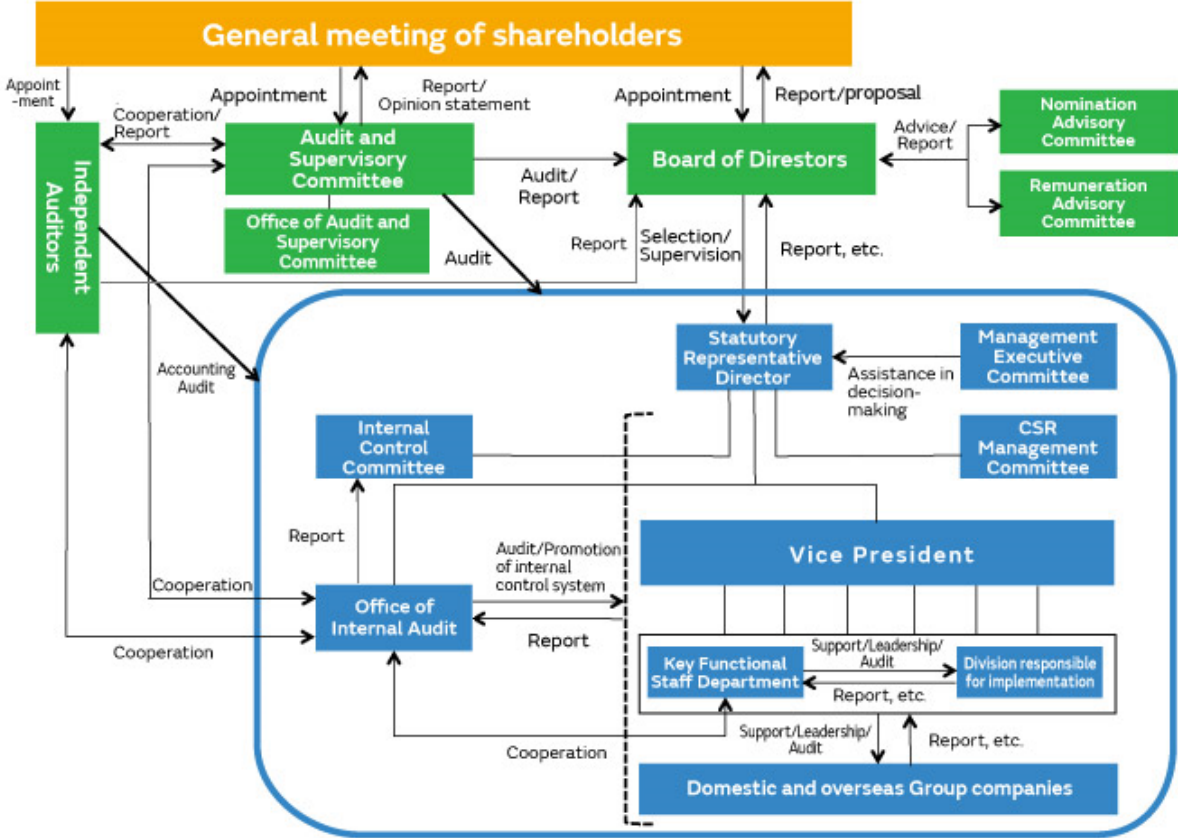 General meeting of shareholders
Appoint
-ment
Appointment
Report/
Opinion statement
Appointment
Report/proposal
Cooperation/
Report
Independent
Auditors
Audit and
Supervisory
Committee
Audit/
Report
Board of Direstors
Advice/
Report
Nomination
Advisory
Committee
Remuneration
Advisory
Committee
Office of Audit and
Supervisory
Committee
Audit
Report
Selection/
Supervision
Report, etc.
Accounting
Audit
Statutory
Representative
Director
Assistance in
decision-
making
Management
Executive
Committee
Internal
Control
Committee
CSR
Management
Committee
Report
Audit/Promotion
of internal
control system
Vice President
Cooperation
Office of
Internal Audit
Report
Cooperation
Key Functional
Staff Department
Support/Leadership/
Audit
Report, etc.
Division responsible
for implementation
Cooperation
Support/Leadership/
Audit
Report, etc.
Domestic and overseas Group companies